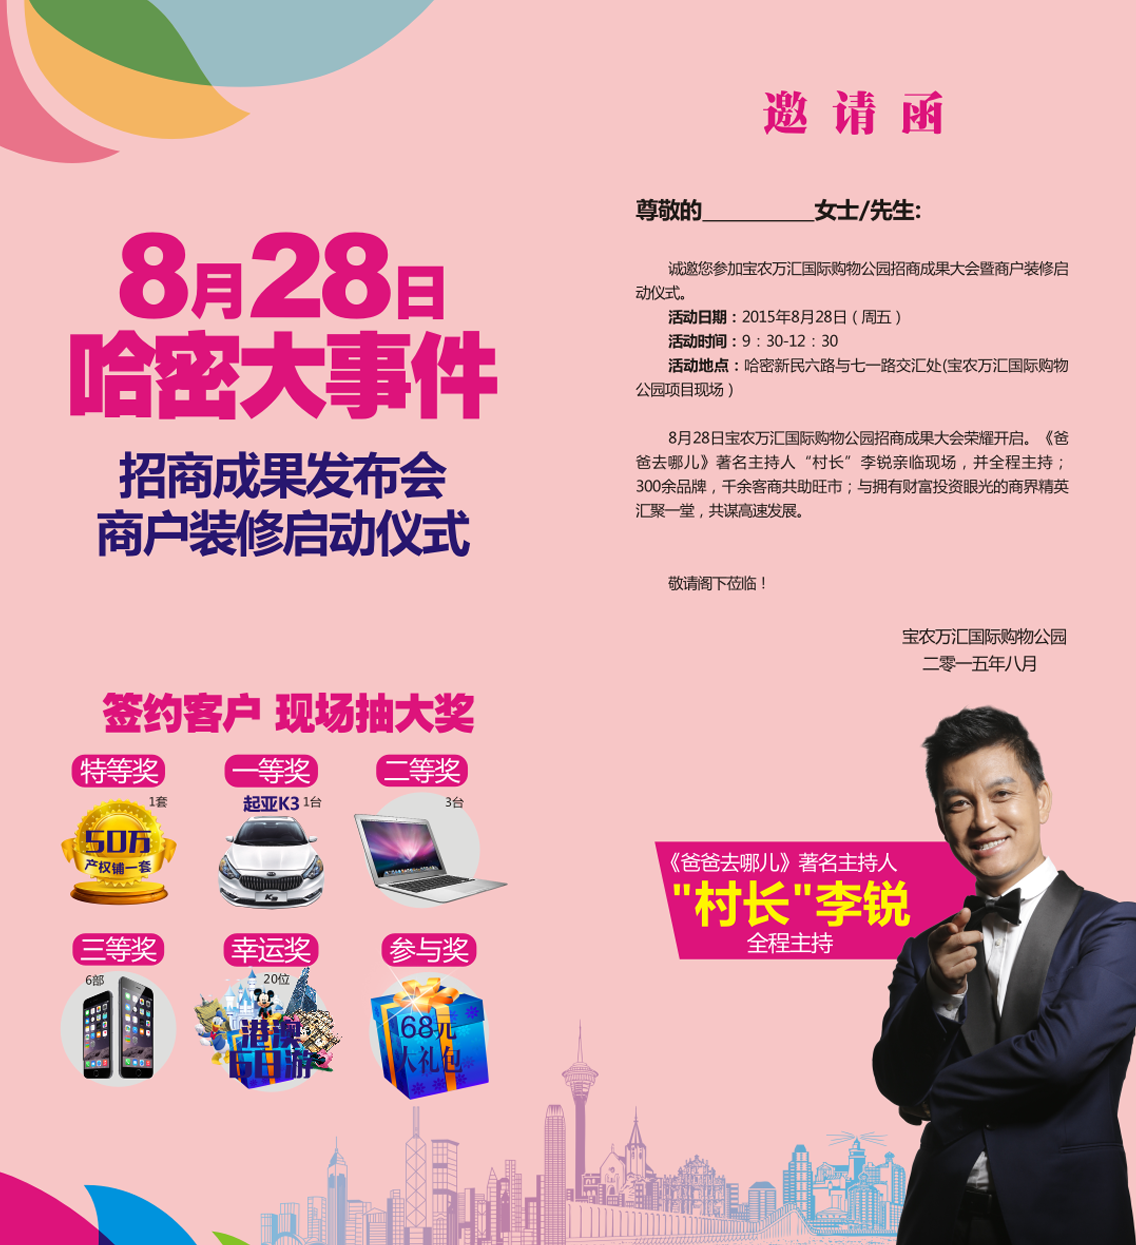 8月28日
哈密大事件
招商成果发布会
商户装修启动仪式
签约客户 现场抽大奖
特等奖
1套
50万
产权铺一套
一等奖
起亚K3 1台
K3
二等奖
3台
三等奖
6部
幸运奖
20位
港澳
6日游
参与奖
168元
大礼包
邀请函
尊敬的__________女士/先生:
诚邀您参加宝农万汇国际购物公园招商成果大会暨商户装修启
动仪式。
活动日期：2015年8月28日（周五）
活动时间：9：30-12：30
活动地点：哈密新民六路与七一路交汇处(宝农万汇国际购物
公园项目现场）
8月28日宝农万汇国际购物公园招商成果大会荣耀开启。《爸
爸去哪儿》著名主持人“村长”李锐亲临现场，并全程主持；
300余品牌，千余客商共助旺市；与拥有财富投资眼光的商界精英
汇聚一堂，共谋高速发展。
敬请阁下莅临！
宝农万汇国际购物公园
二零一五年八月
《爸爸去哪儿》著名主持人
"村长"李锐
全程主持